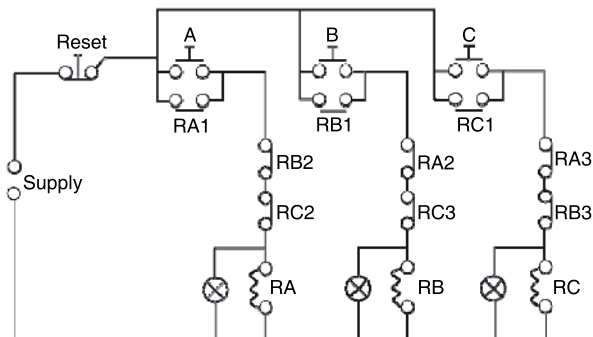 Reset
A
B
C
RA1
RB1
RC1
Supply
RB2
RA2
RA3
RC2
RC3
RB3
RA
RB
RC